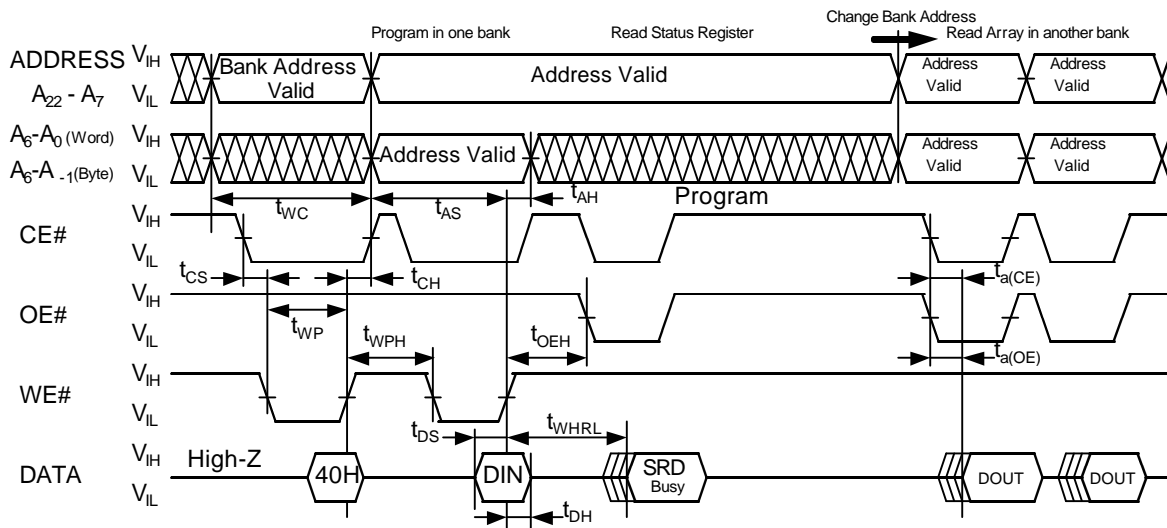 Change Bank Address
Program in one bank Read Status Register Read Array in another bank
ADDRESS VIH
A22 - A7 VIL
Bank Address Valid
Address Valid
Address Valid
Address Valid
A6-A0 (Word) VIH
A6-A -1(Byte) VIL
Address Valid
Address Valid
Address Valid
tWC tAS tAH Program
CE# VIH
VIL
tCS tCH ta(CE)
OE# VIH
VIL
tWP tWPH tOEH ta(OE)
WE# VIH
VIL
tDS tWHRL
DATA VIH
VIL
High-Z 40H DIN SRD Busy DOUT DOUT
tDH